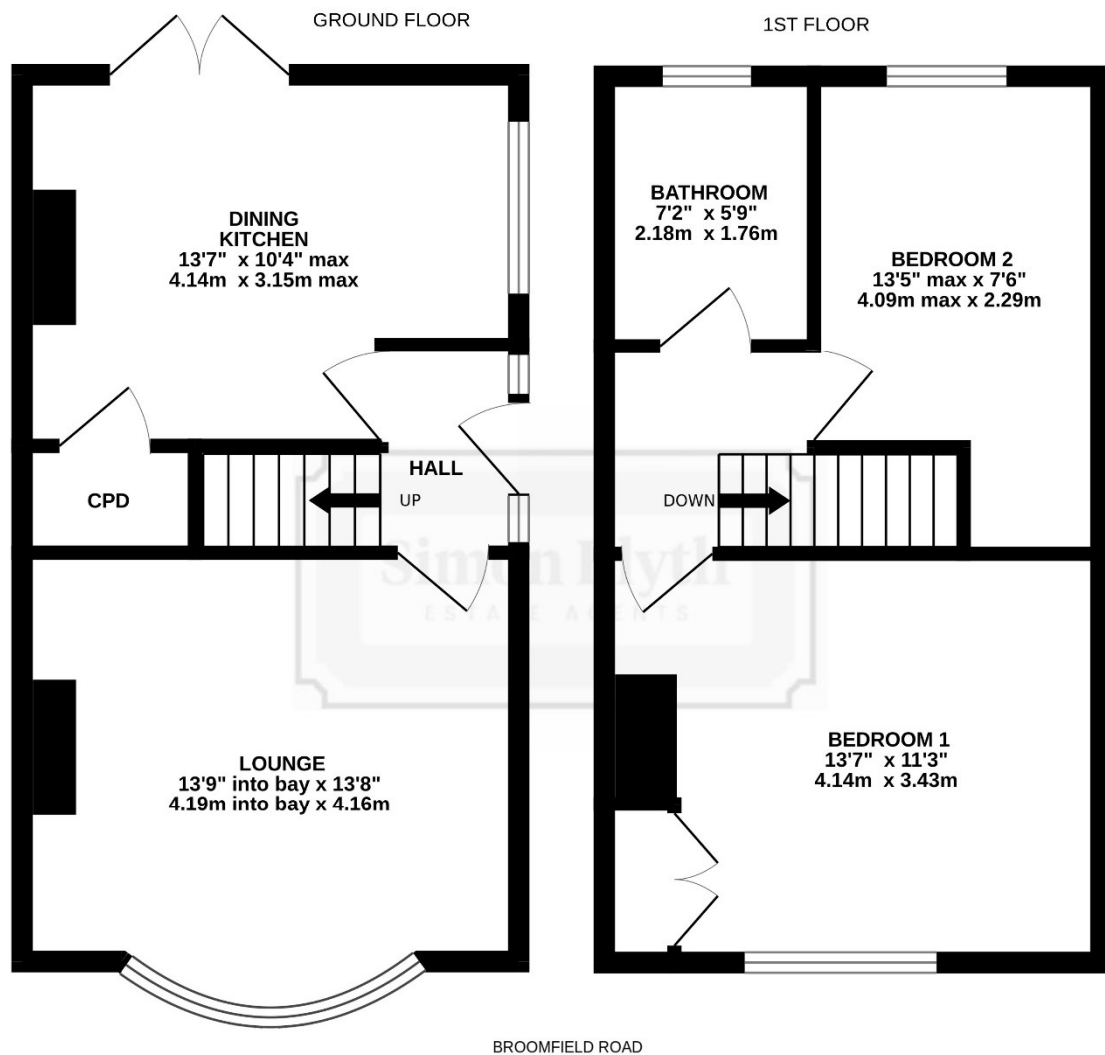 GROUND FLOOR
DINING
KITCHEN
13'7" x 10'4" max
4.14m x 3.15m max
CPD
UP
HALL
LOUNGE
13'9" into bay x 13'8"
4.19m into bay x 4.16m
1ST FLOOR
BATHROOM
7'2" x 5'9"
2.18m x 1.76m
BEDROOM 2
13'5" max x 7'6"
4.09m max x 2.29m
DOWN
BEDROOM 1
13'7" x 11'3"
4.14m x 3.43m
Simon Blyth
ESTATE AGENTS
BROOMFIELD ROAD